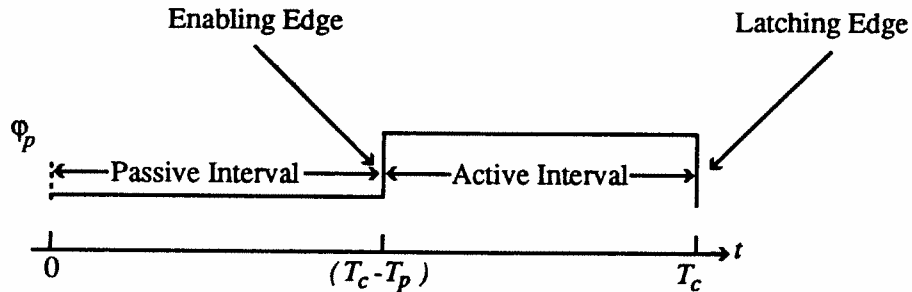 Enabling Edge
Latching Edge
φp
Passive Interval
Active Interval
t
0
(Tc-Tp)
Tc